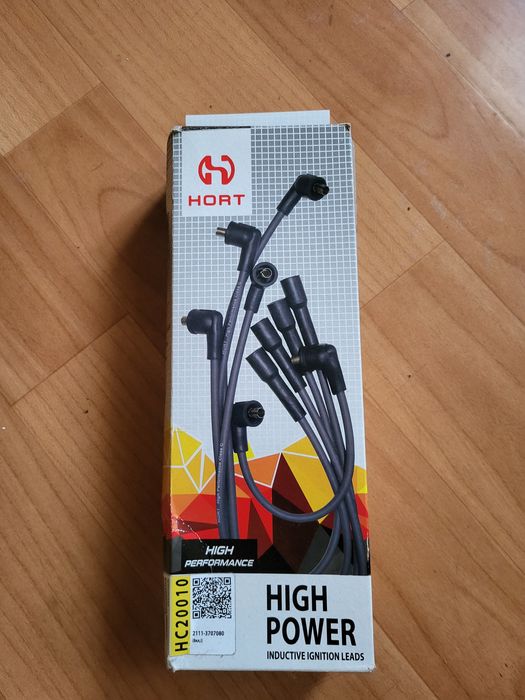 HORT
HIGH
PERFORMANCE
HC20010
2111-3707080
HIGH
POWER
INDUCTIVE IGNITION LEADS